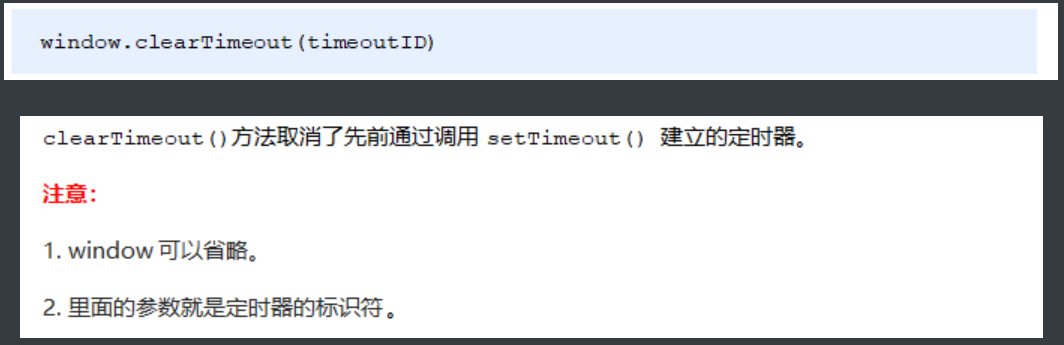 window.clearTimeout(timeoutID)
clearTimeout()方法取消了先前通过调用 setTimeout() 建立的定时器。
注意：
1. window 可以省略。
2. 里面的参数就是定时器的标识符 。